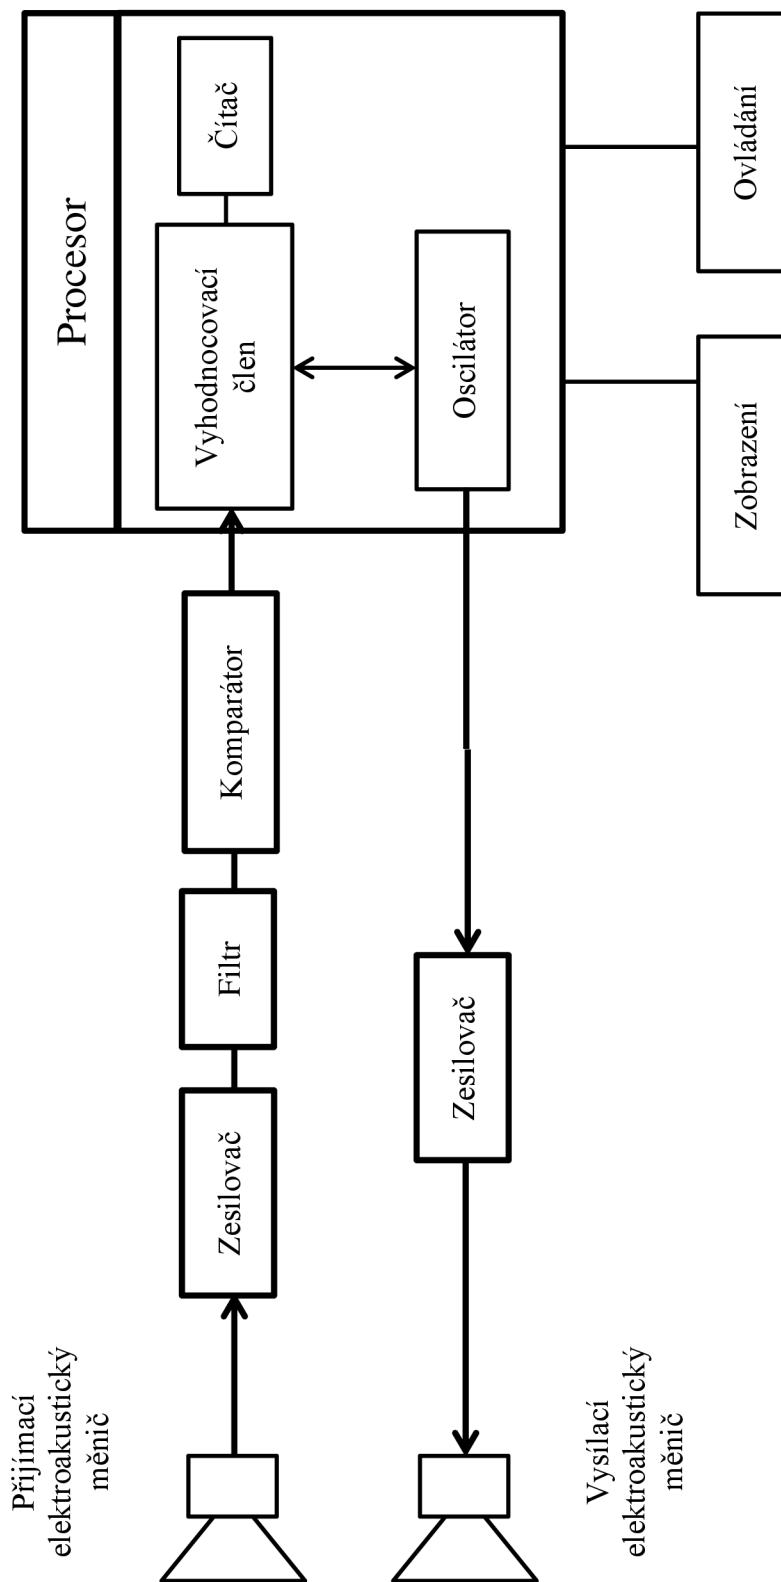 Přijímací
elektroakustický
měnič
Zesilovač
Filtr
Komparátor
Procesor
Vyhodnocovací
člen
Čítač
Oscilátor
Zesilovač
Vysílací
elektroakustický
měnič
Zobrazení
Ovládání